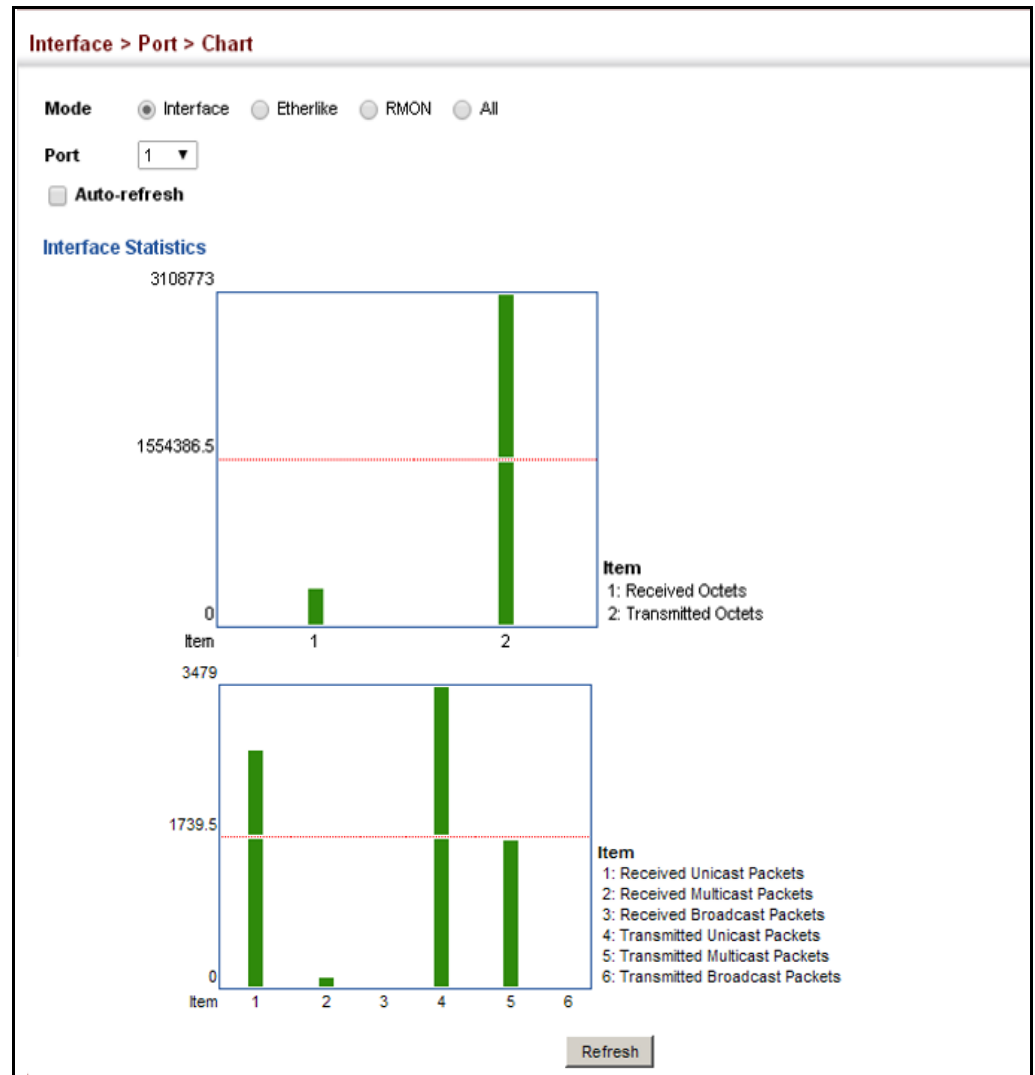 Interface > Port > Chart
Mode Interface Etherlike RMON All
Port 1
Auto-refresh
Interface Statistics
3108773
1554386.5
0
Item 1 2
Item
1: Received Octets
2: Transmitted Octets
3479
1739.5
0
Item 1 2 3 4 5 6
Item
1: Received Unicast Packets
2: Received Multicast Packets
3: Received Broadcast Packets
4: Transmitted Unicast Packets
5: Transmitted Multicast Packets
6: Transmitted Broadcast Packets
Refresh